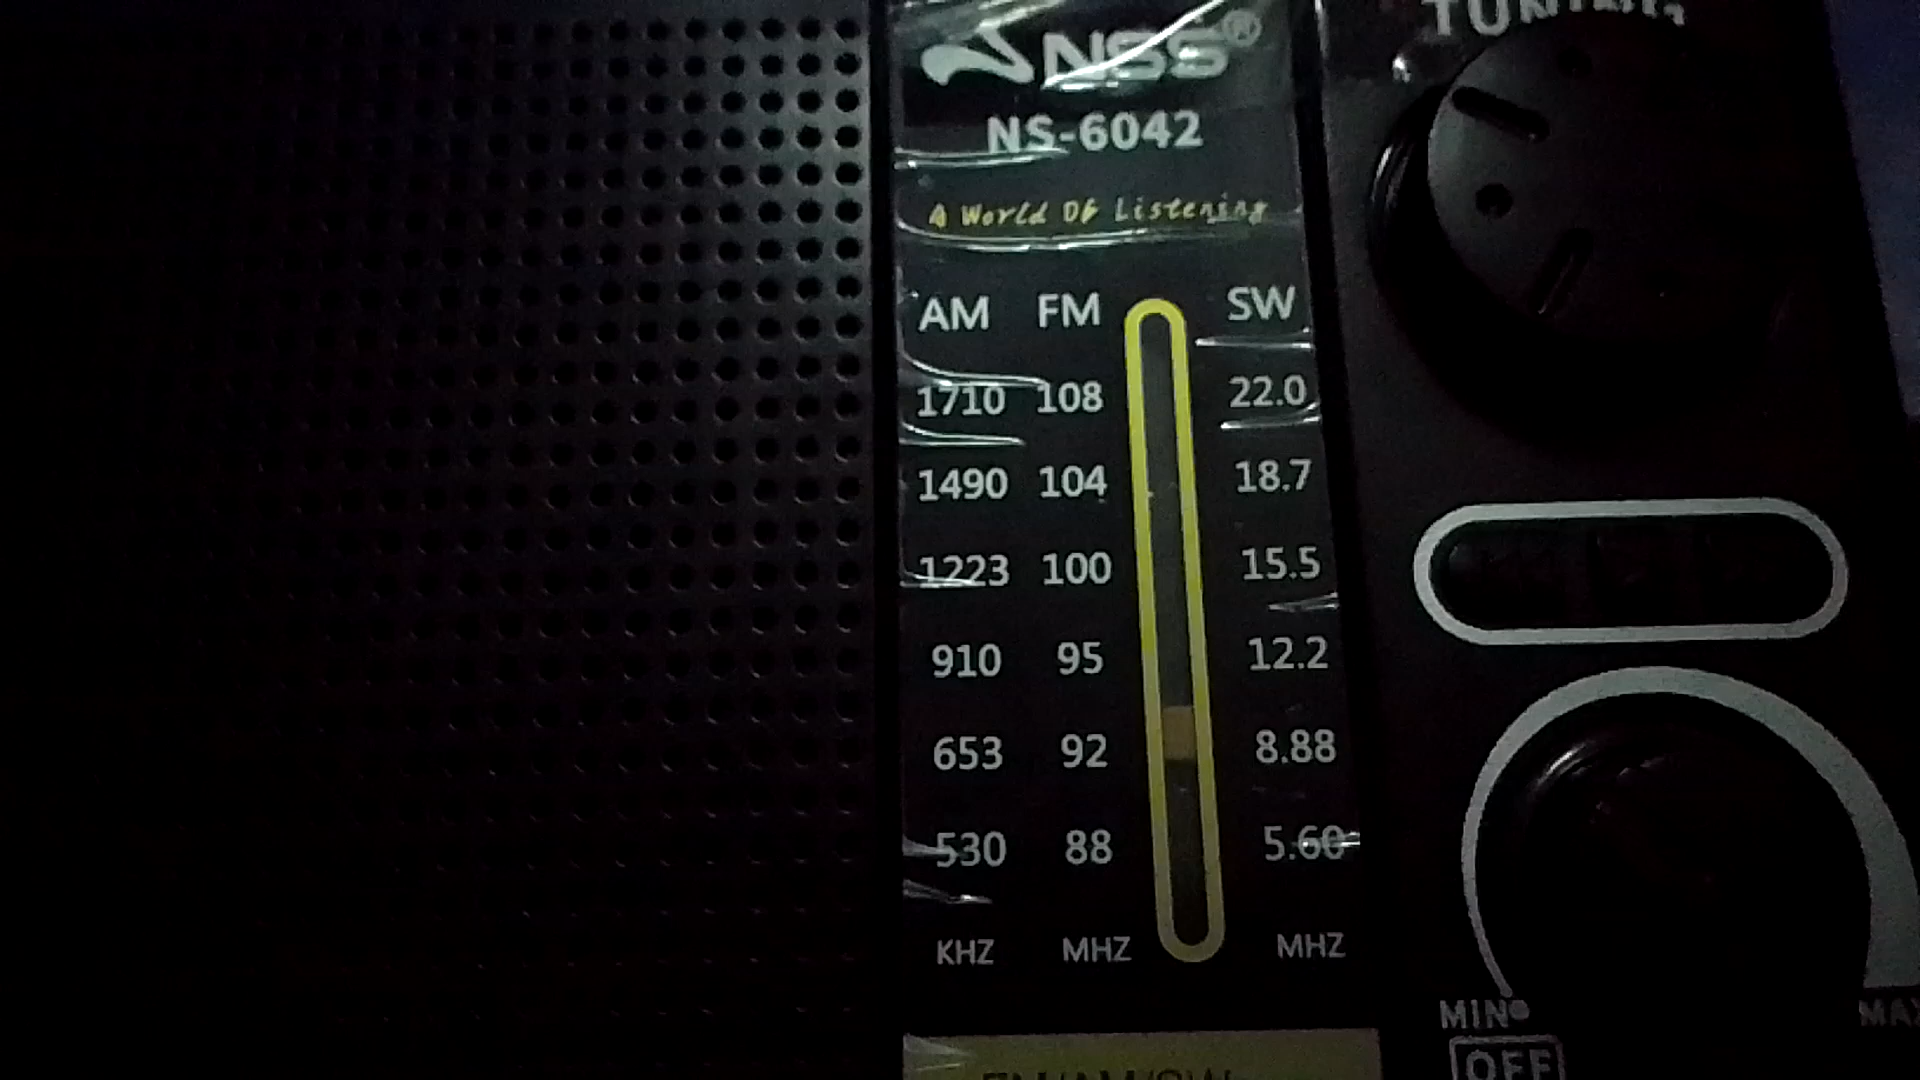 NSS®
NS-6042
A World Of Listening
AM FM SW
1710 108 22.0
1490 104 18.7
1223 100 15.5
910 95 12.2
653 92 8.88
530 88 5.60
KHZ MHZ MHZ
MIN
OFF